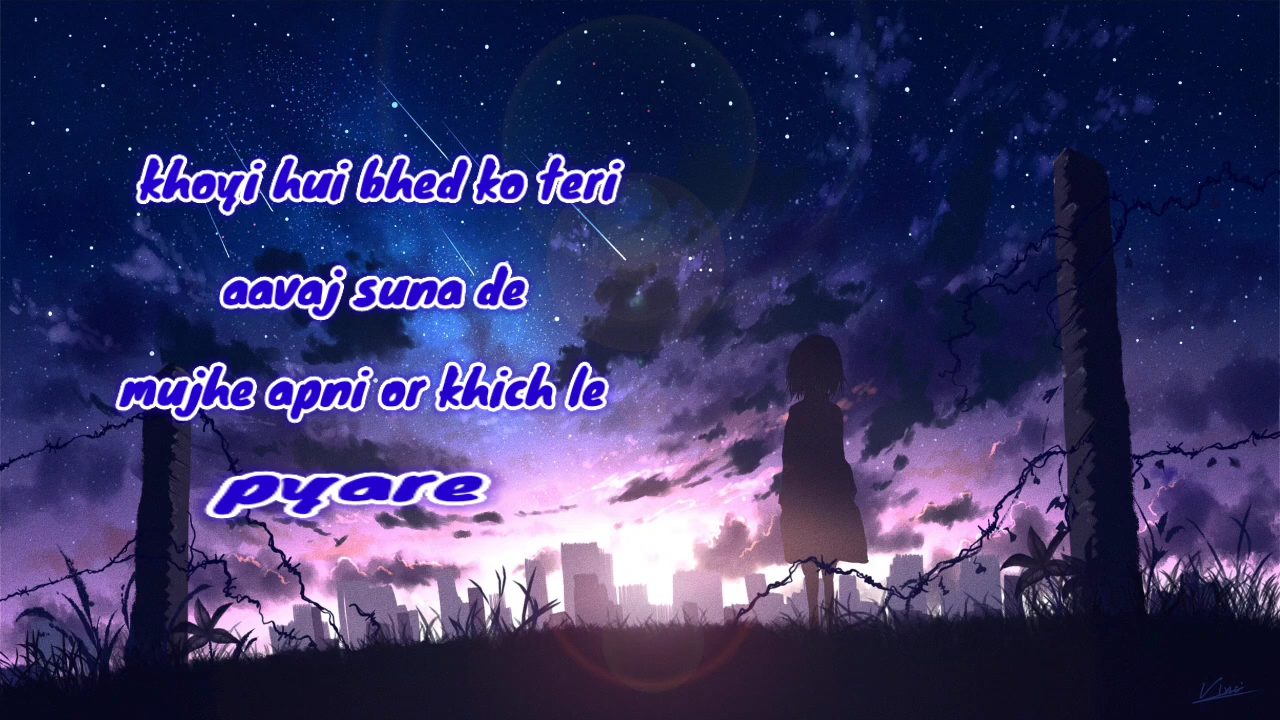 khoyi hui bhed ko teri
aavaj suna de
mujhe apni or khich le
pyare